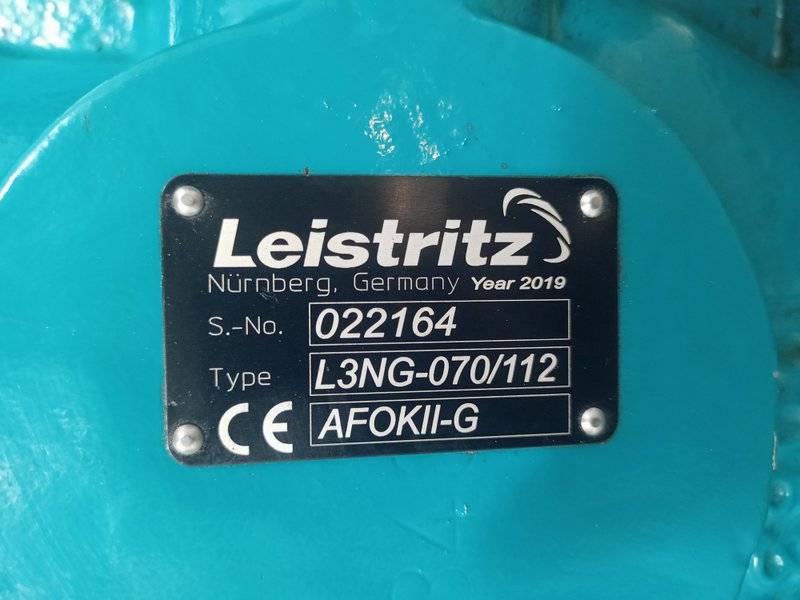 Leistritz
Nürnberg, Germany Year 2019
S.-No. 022164
Type L3NG-070/112
CE AFOKII-G